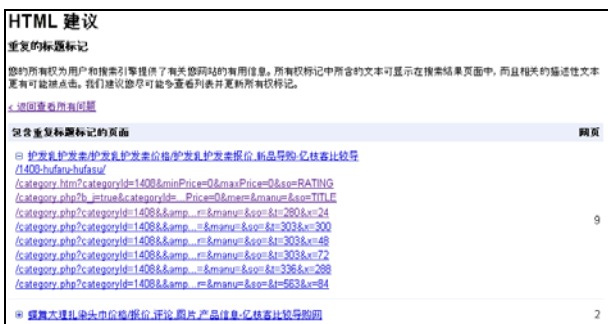 HTML 建议
重复的标题标记
您的所有权为用户和搜索引擎提供了有关您网站的有用信息。所有权标记中所含的文本可显示在搜索结果页面中，而且相关的描述性文本
更有可能被点击。我们建议您尽可能多查看列表并更新所有权标记。
< 返回查看所有问题
包含重复标题标记的页面 网页
护发乳护发素/护发乳护发素价格/护发乳护发素报价,新品导购-亿枝客比较导
/1408-hufaru-hufasu/
/category.htm?categoryId=1408&minPrice=0&maxPrice=0&so=RATING
/category.php?b_j=true&categoryId=...Price=0&mer=&manu=&so=TITLE
/category.php?categoryId=1408&&amp...r=&manu=&so=&t=280&x=24
/category.php?categoryId=1408&&amp...=&manu=&so=&t=303&x=300
/category.php?categoryId=1408&&amp...r=&manu=&so=&t=303&x=48
/category.php?categoryId=1408&&amp...r=&manu=&so=&t=303&x=72
/category.php?categoryId=1408&&amp...=&manu=&so=&t=336&x=288
/category.php?categoryId=1408&&amp...r=&manu=&so=&t=563&x=84
9
蝶舞大理扎染头巾价格/报价,评论,图片,产品信息-亿枝客比较导购网 2